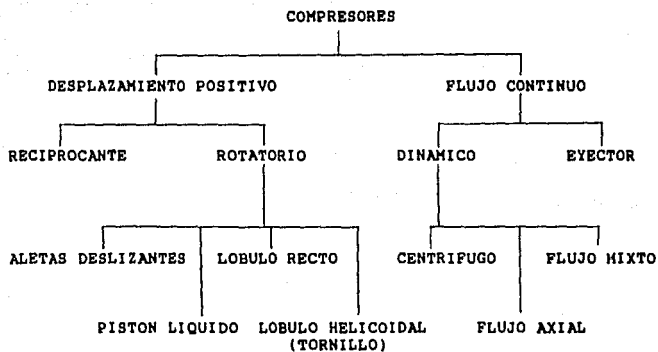 COMPRESORES
DESPLAZAMIENTO POSITIVO
FLUJO CONTINUO
RECIPROCANTE
ROTATORIO
DINAMICO
EYECTOR
ALETAS DESLIZANTES
LOBULO RECTO
CENTRIFUGO
FLUJO MIXTO
PISTON LIQUIDO
LOBULO HELICOIDAL
(TORNILLO)
FLUJO AXIAL